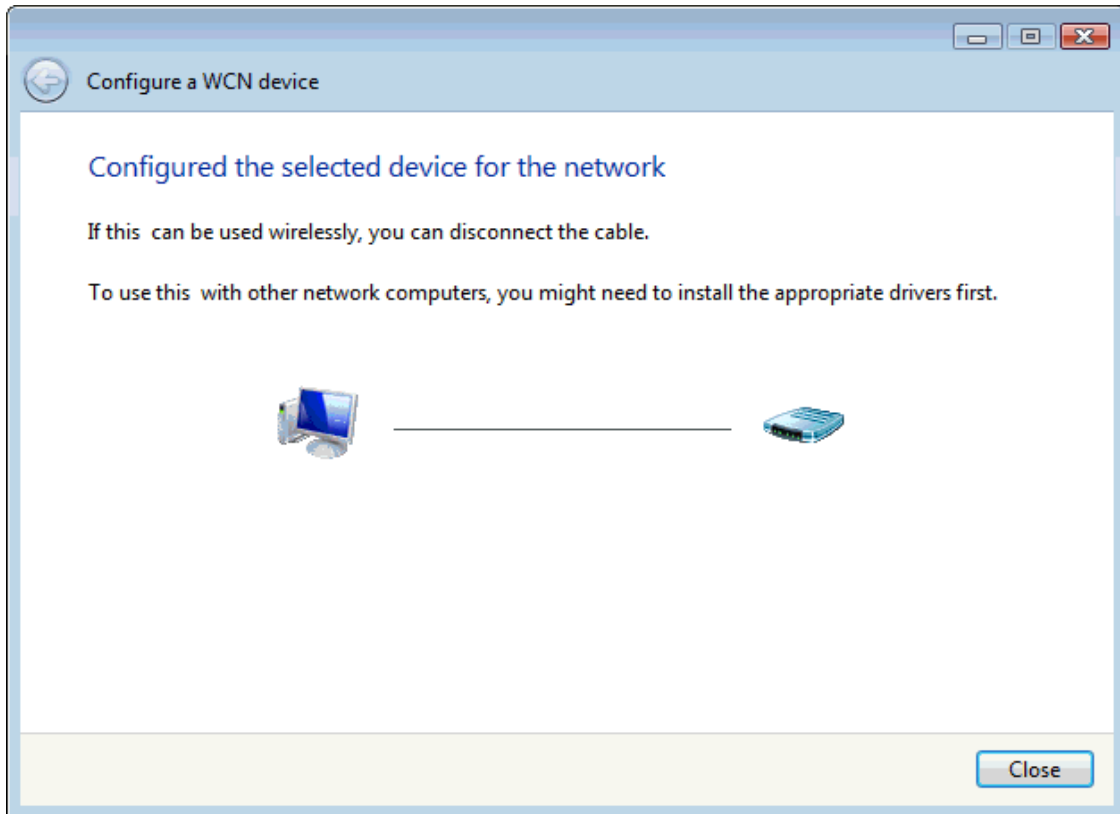 Configure a WCN device
Configured the selected device for the network
If this  can be used wirelessly, you can disconnect the cable.
To use this  with other network computers, you might need to install the appropriate drivers first.
Close